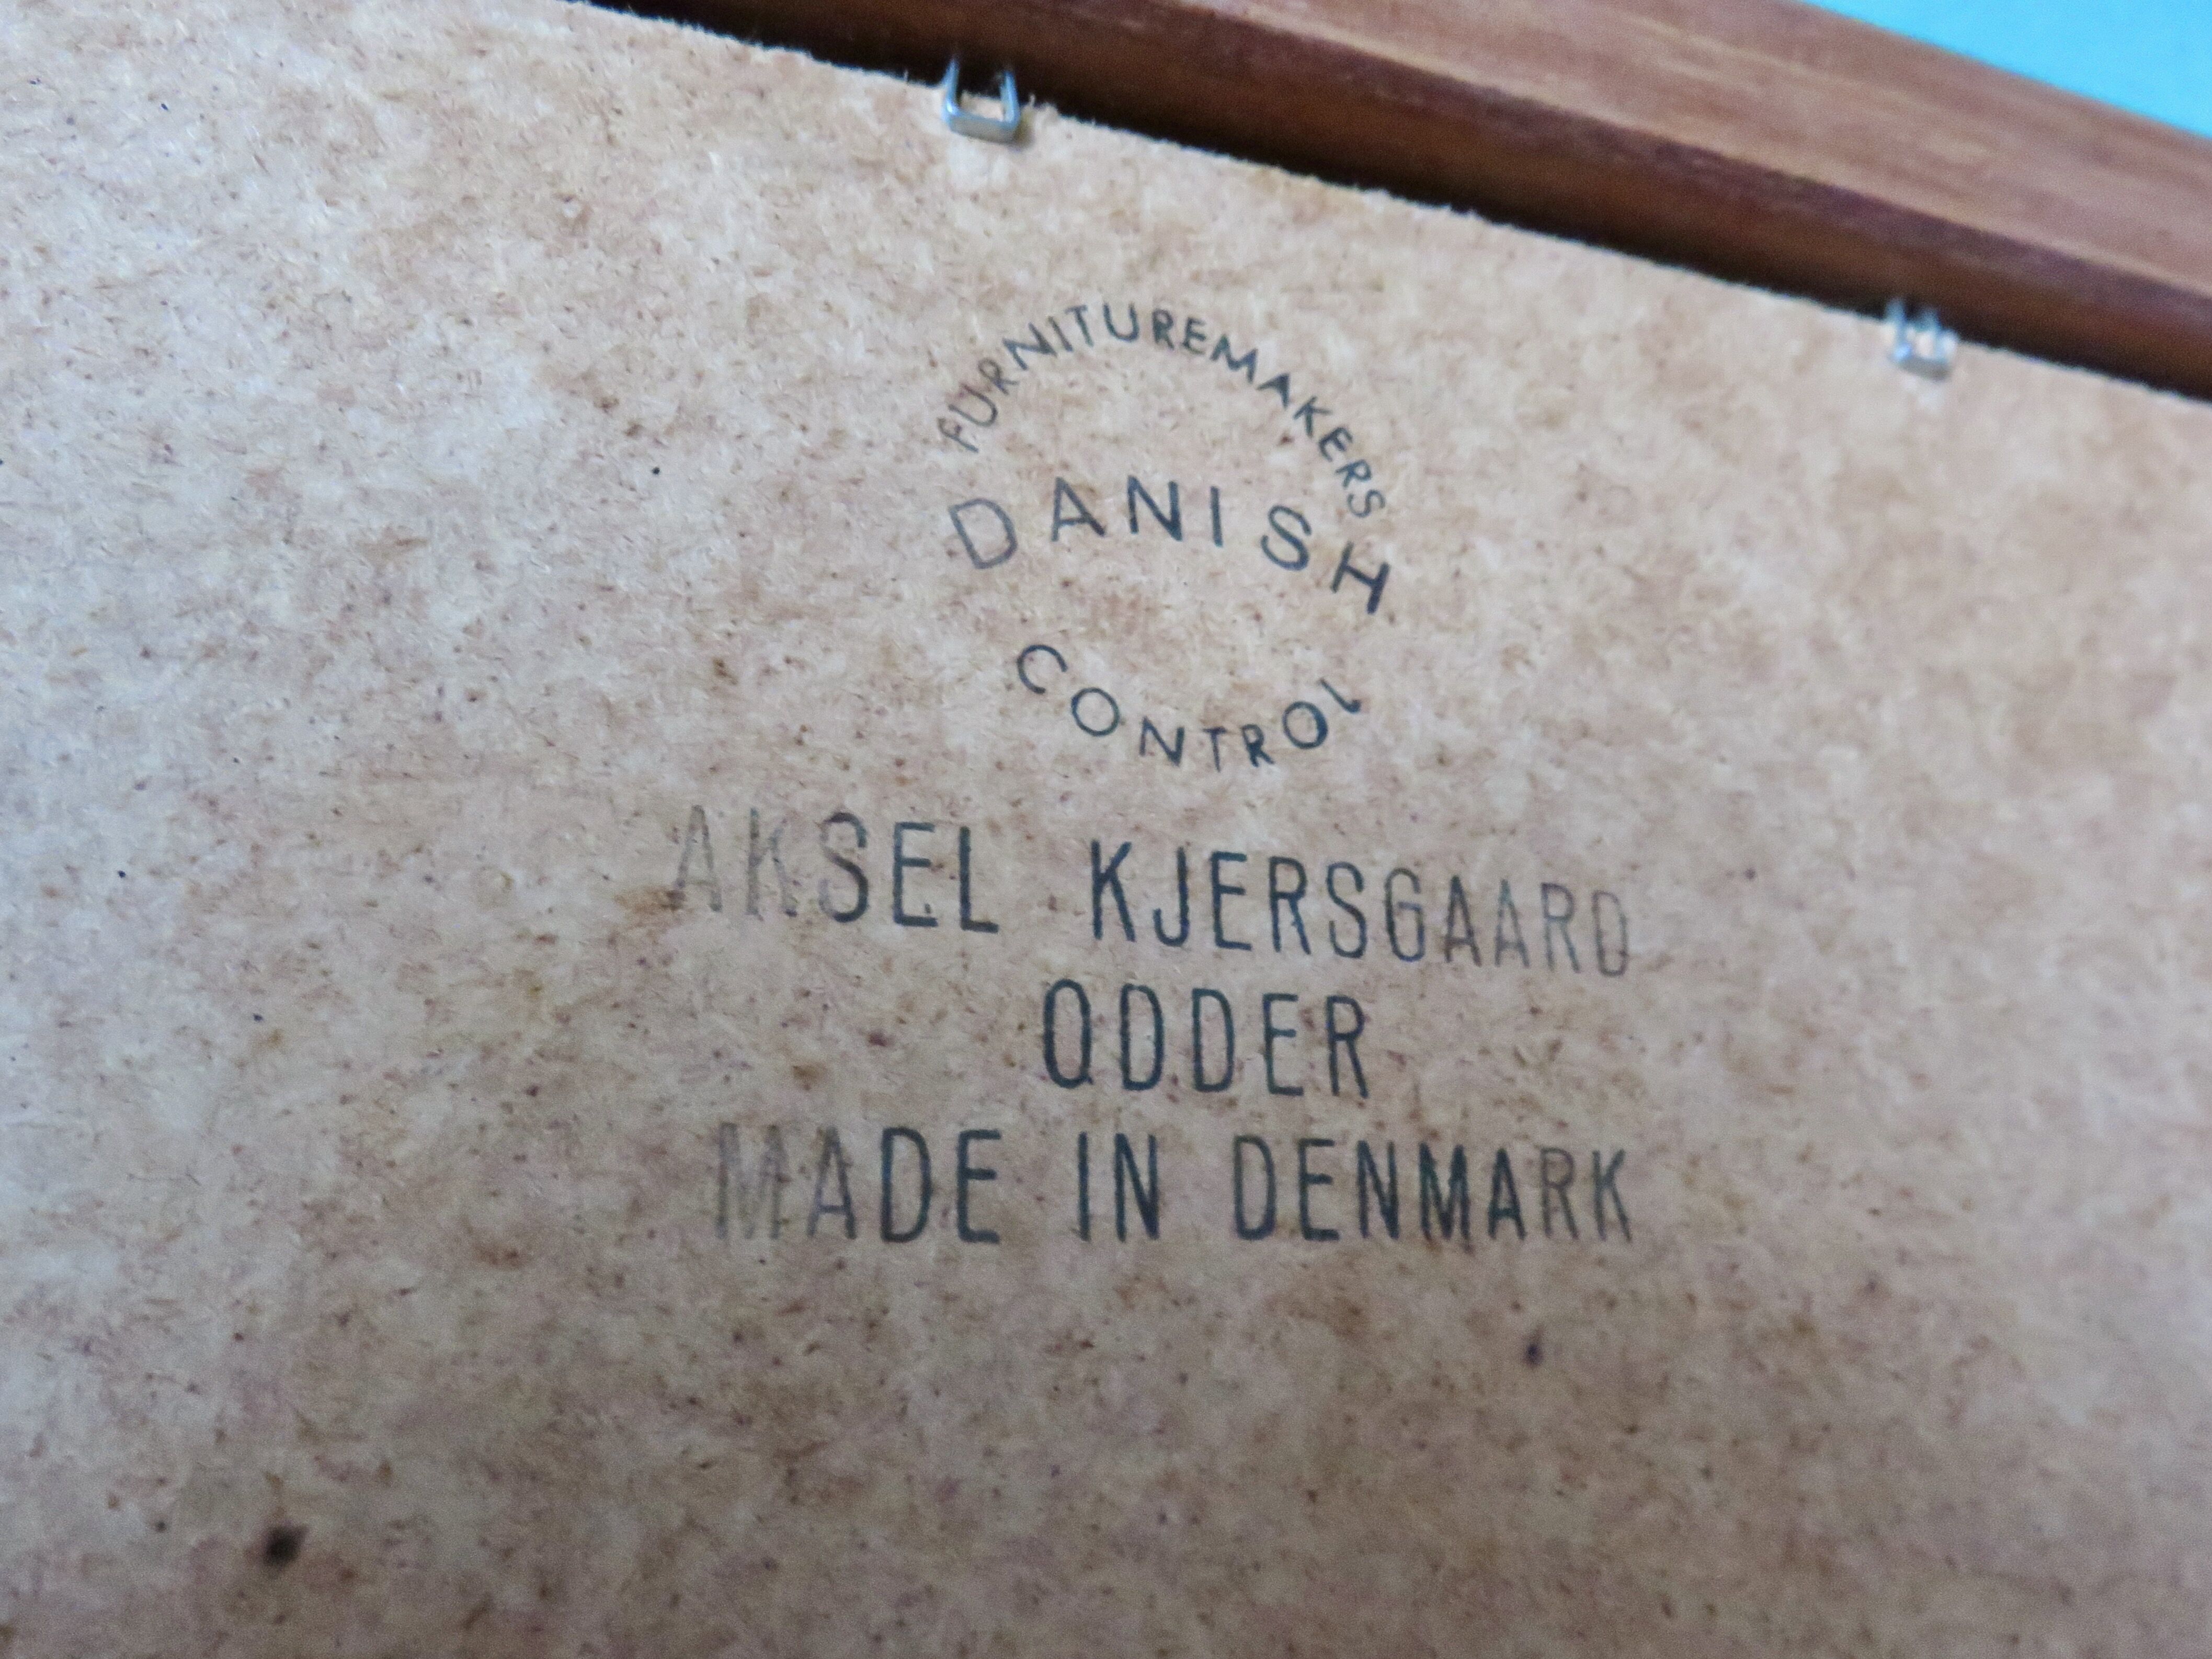 FURNITUREMAKERS
DANISH
CONTROL
AKSEL KJERSGAARD
ODDER
MADE IN DENMARK